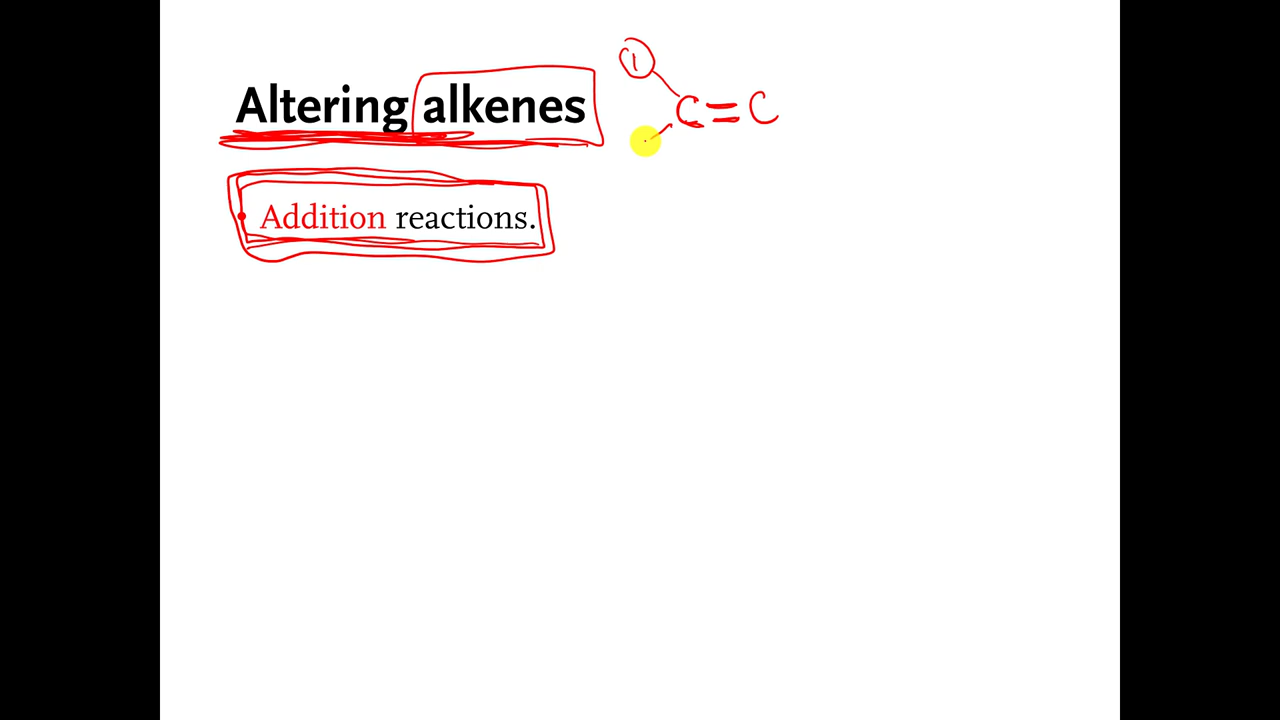 Altering alkenes
1
C = C
Addition reactions.